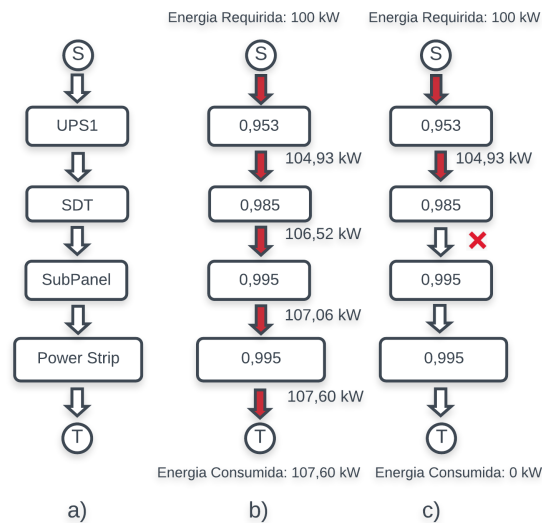 Energia Requirida: 100 kW
Energia Requirida: 100 kW
S
S
S
UPS1
0,953
0,953
104,93 kW
104,93 kW
SDT
0,985
0,985
106,52 kW
SubPanel
0,995
0,995
107,06 kW
Power Strip
0,995
0,995
107,60 kW
T
T
T
Energia Consumida: 107,60 kW
Energia Consumida: 0 kW
a)
b)
c)